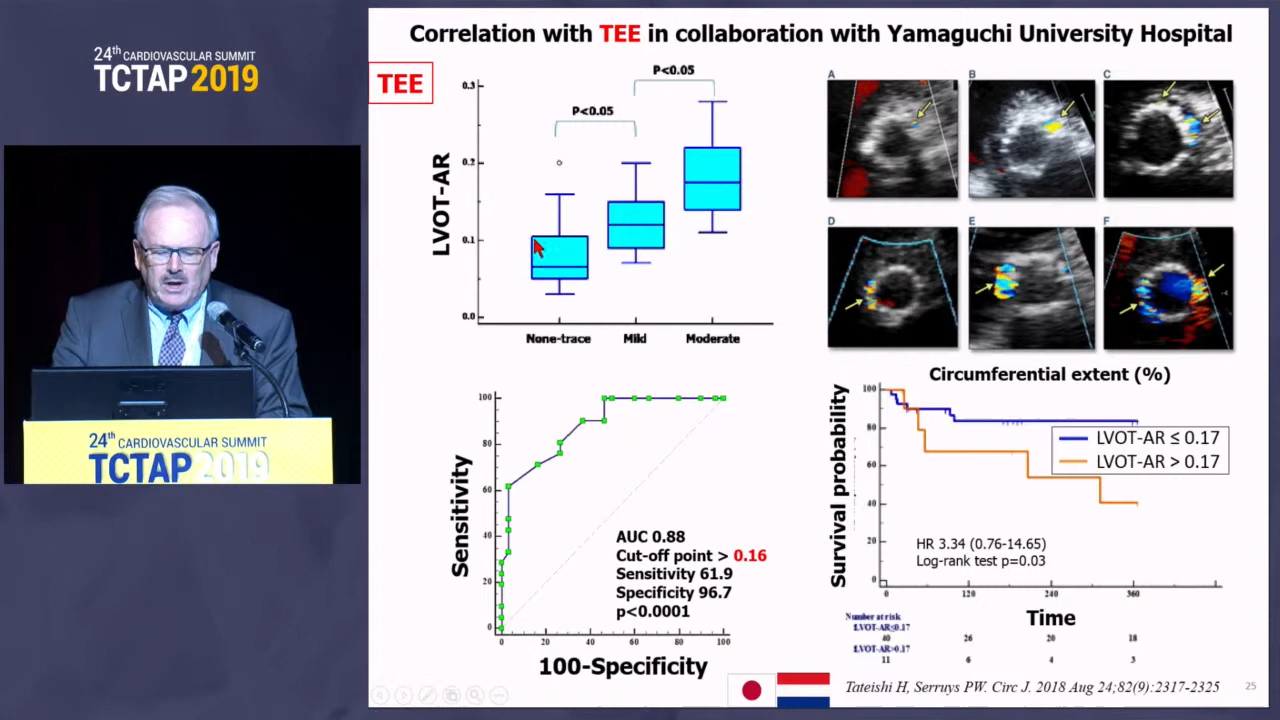 24th CARDIOVASCULAR SUMMIT
TCTAP 2019
24th CARDIOVASCULAR SUMMIT
TCTAP 2019
Correlation with TEE in collaboration with Yamaguchi University Hospital
TEE
LVOT-AR
0.3
0.2
0.1
0.0
P<0.05
P<0.05
None-trace
Mild
Moderate
A
B
C
D
E
F
Sensitivity
100
80
60
40
20
0
0
20
40
60
80
100
100-Specificity
AUC 0.88
Cut-off point > 0.16
Sensitivity 61.9
Specificity 96.7
p<0.0001
Circumferential extent (%)
Survival probability
100
80
60
40
20
0
LVOT-AR ≤ 0.17
LVOT-AR > 0.17
HR 3.34 (0.76-14.65)
Log-rank test p=0.03
0
120
240
360
Time
Number at risk
LVOT-AR≤0.17
40
26
20
18
LVOT-AR>0.17
11
6
4
3
Tateishi H, Serruys PW. Circ J. 2018 Aug 24;82(9):2317-2325
25